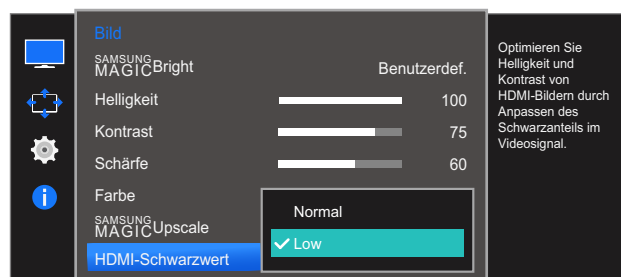 Bild
SAMSUNG
MAGICBright Benutzerdef.
Helligkeit 100
Kontrast 75
Schärfe 60
Farbe
SAMSUNG
MAGICUpscale
HDMI-Schwarzwert
Normal
Low
Optimieren Sie
Helligkeit und
Kontrast von
HDMI-Bildern durch
Anpassen des
Schwarzanteils im
Videosignal.